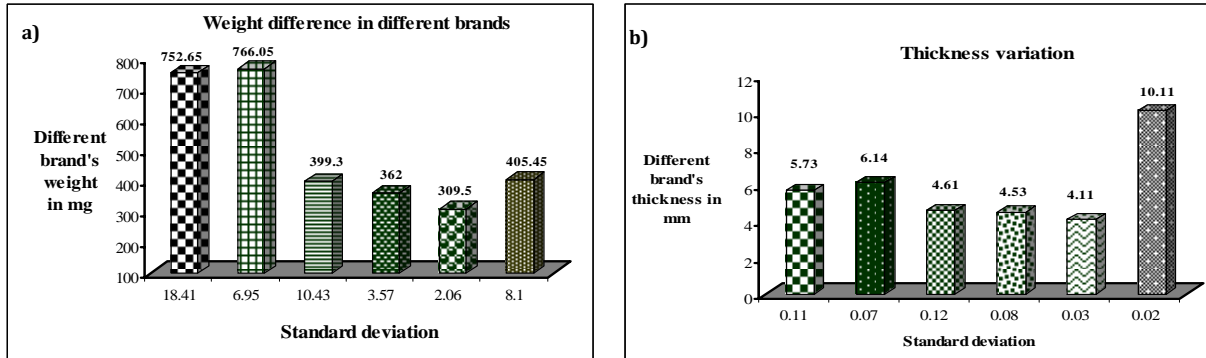 a)
Weight difference in different brands
752.65
766.05
399.3
362
309.5
405.45
800
700
600
500
400
300
200
100
Different
brand's
weight
in mg
18.41 6.95 10.43 3.57 2.06 8.1
Standard deviation
b)
Thickness variation
5.73
6.14
4.61
4.53
4.11
10.11
12
10
8
6
4
2
0
Different
brand's
thickness in
mm
0.11 0.07 0.12 0.08 0.03 0.02
Standard deviation